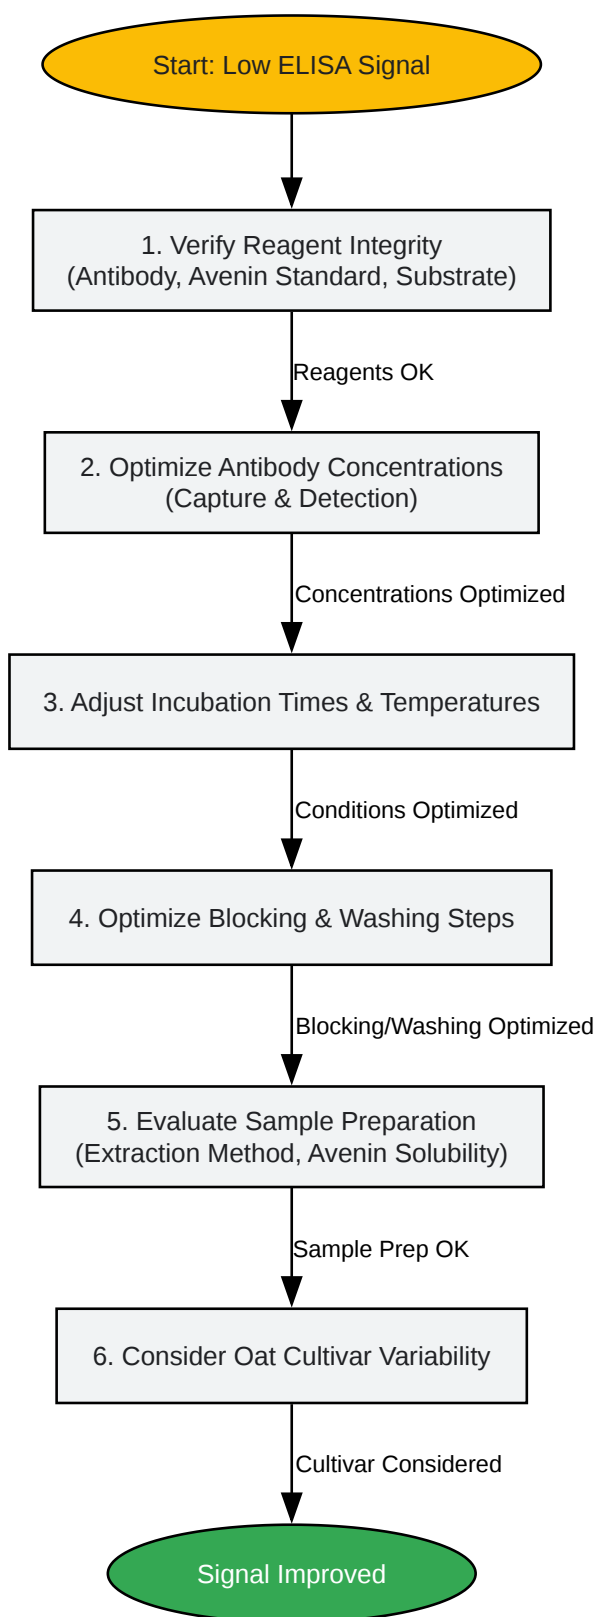 Start: Low ELISA Signal
1. Verify Reagent Integrity
(Antibody, Avenin Standard, Substrate)
Reagents OK
2. Optimize Antibody Concentrations
(Capture & Detection)
Concentrations Optimized
3. Adjust Incubation Times & Temperatures
Conditions Optimized
4. Optimize Blocking & Washing Steps
Blocking/Washing Optimized
5. Evaluate Sample Preparation
(Extraction Method, Avenin Solubility)
Sample Prep OK
6. Consider Oat Cultivar Variability
Cultivar Considered
Signal Improved